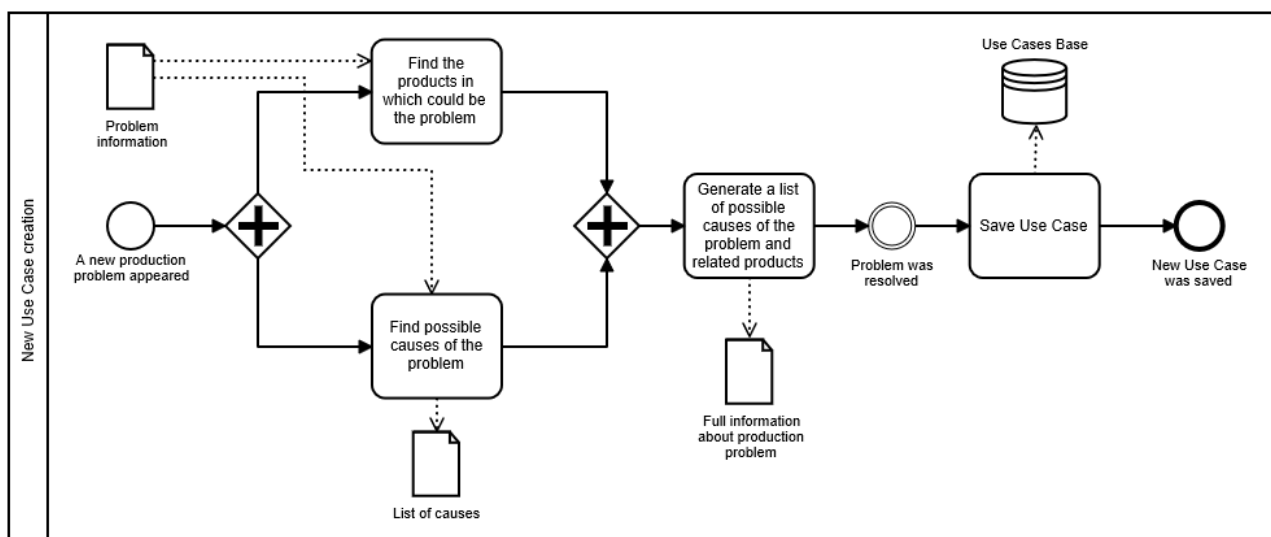 New Use Case creation
Problem
information
A new production
problem appeared
Find the
products in
which could be
the problem
Find possible
causes of the
problem
List of causes
Generate a list
of possible
causes of the
problem and
related products
Full information
about production
problem
Problem was
resolved
Use Cases Base
Save Use Case
New Use Case
was saved